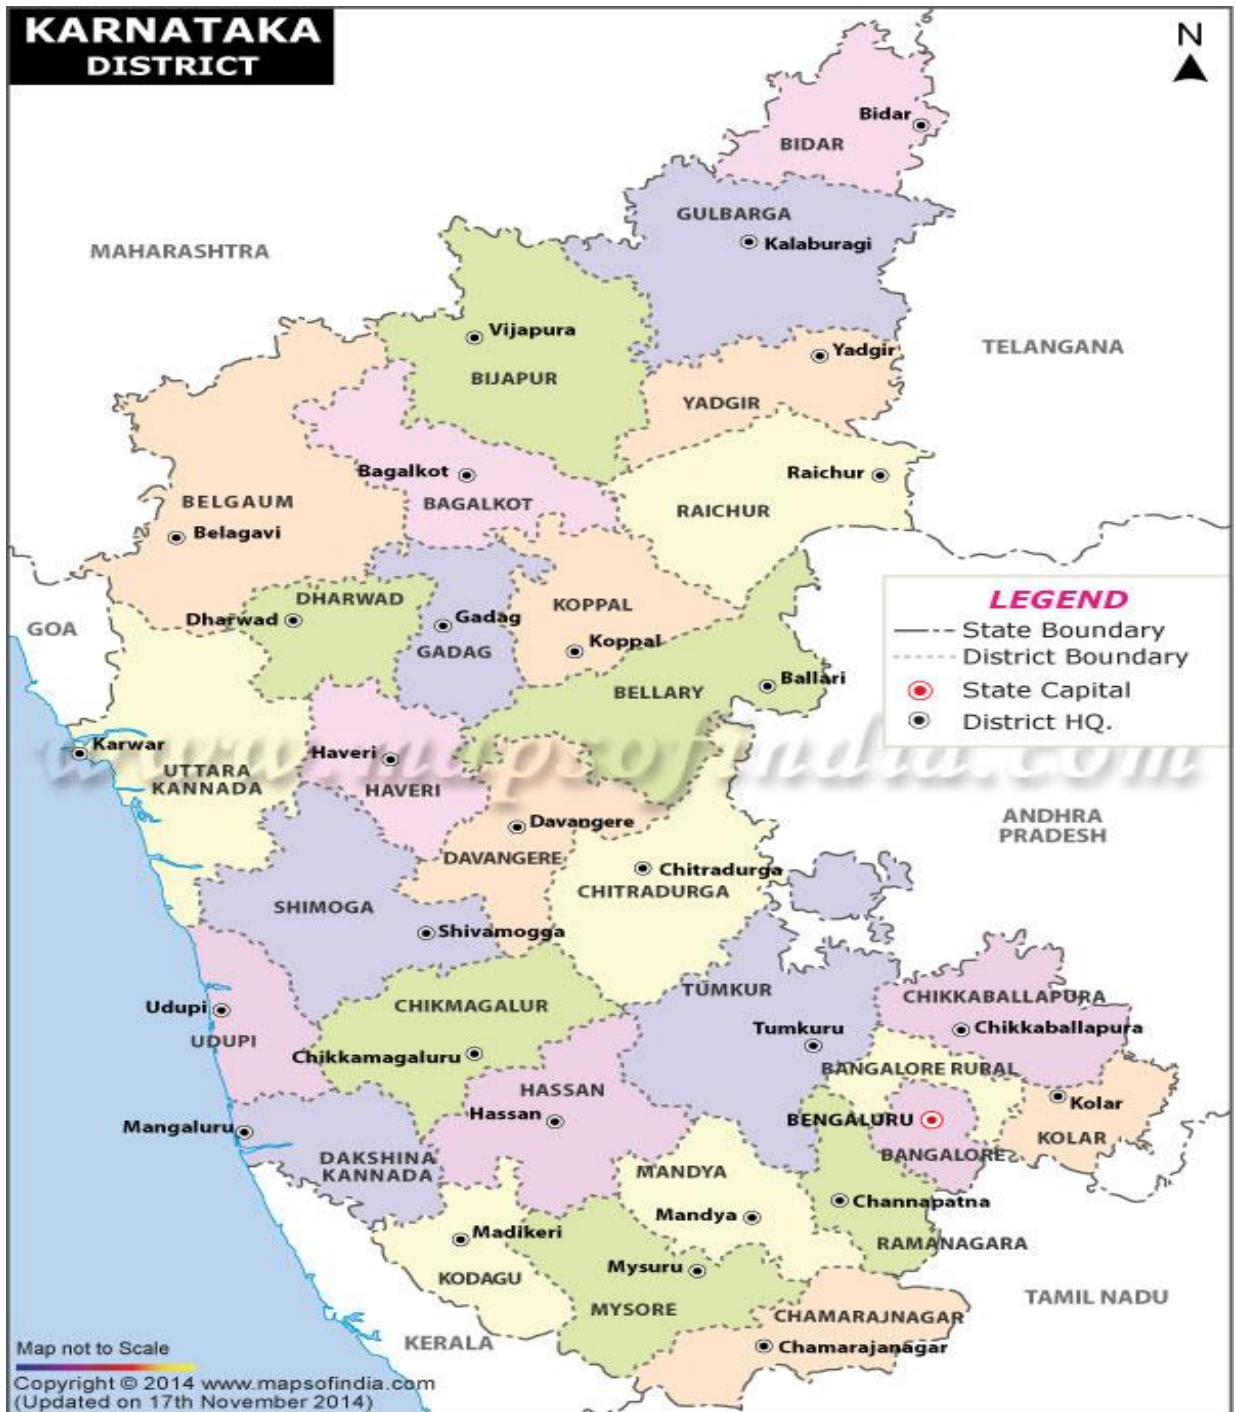 KARNATAKA
DISTRICT
N
Bidar
BIDAR
GULBARGA
Kalaburagi
MAHARASHTRA
Vijapura
BIJAPUR
Yadgir
YADGIR
TELANGANA
Bagalkot
BAGALKOT
Raichur
RAICHUR
BELGAUM
Belagavi
DHARWAD
Dharwad
Gadag
GADAG
KOPPAL
Koppal
GOA
LEGEND
State Boundary
District Boundary
State Capital
District HQ.
BELLARY
Ballari
www.mapsofindia.com
Karwar
UTTARA
KANNADA
Haveri
HAVERI
Davangere
DAVANGERE
ANDHRA
PRADESH
Chitradurga
CHITRADURGA
SHIMOGA
Shivamogga
TUMKUR
Tumkuru
CHIKKABALLAPURA
Chikkaballapura
CHIKMAGALUR
Chikkamagaluru
Udupi
UDUPI
BANGALORE RURAL
HASSAN
Hassan
BENGALURU
BANGALORE
Kolar
KOLAR
Mangaluru
DAKSHINA
KANNADA
MANDYA
Mandya
Channapatna
RAMANAGARA
Madikeri
KODAGU
Mysuru
MYSORE
TAMIL NADU
CHAMARAJNAGAR
Chamarajanagar
KERALA
Map not to Scale
Copyright © 2014 www.mapsofindia.com
(Updated on 17th November 2014)